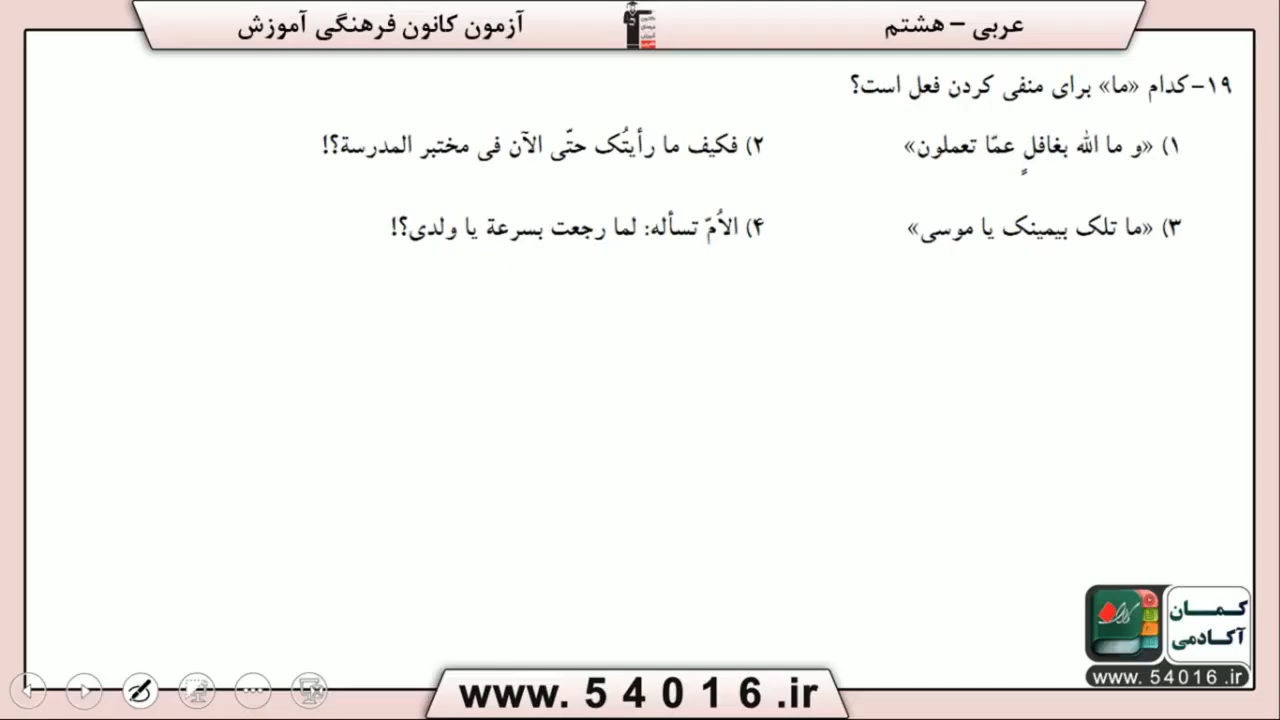 عربی – هشتم
آزمون کانون فرهنگی آموزش
۱۹- کدام «ما» برای منفی کردن فعل است؟
۱) «و ما الله بغافلٍ عمّا تعملون»
۲) فکیف ما رأیتُک حتّی الآن فی مختبر المدرسة؟!
۳) «ما تلک بیمینک یا موسی»
۴) الأمّ تسأله: لما رجعت بسرعة یا ولدی؟!
کمان
آکادمی
www. 54016 .ir
www. 5 4 0 1 6 .ir